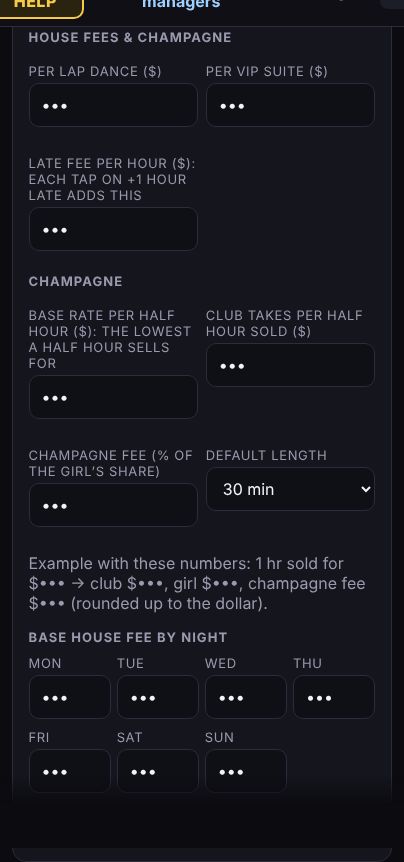 HELP
managers
HOUSE FEES & CHAMPAGNE
PER LAP DANCE ($)
PER VIP SUITE ($)
•••
•••
LATE FEE PER HOUR ($):
EACH TAP ON +1 HOUR
LATE ADDS THIS
•••
CHAMPAGNE
BASE RATE PER HALF
HOUR ($): THE LOWEST
A HALF HOUR SELLS
FOR
•••
CLUB TAKES PER HALF
HOUR SOLD ($)
•••
CHAMPAGNE FEE (% OF
THE GIRL'S SHARE)
•••
DEFAULT LENGTH
30 min
Example with these numbers: 1 hr sold for
$••• → club $•••, girl $•••, champagne fee
$••• (rounded up to the dollar).
BASE HOUSE FEE BY NIGHT
MON
TUE
WED
THU
•••
•••
•••
•••
FRI
SAT
SUN
•••
•••
•••